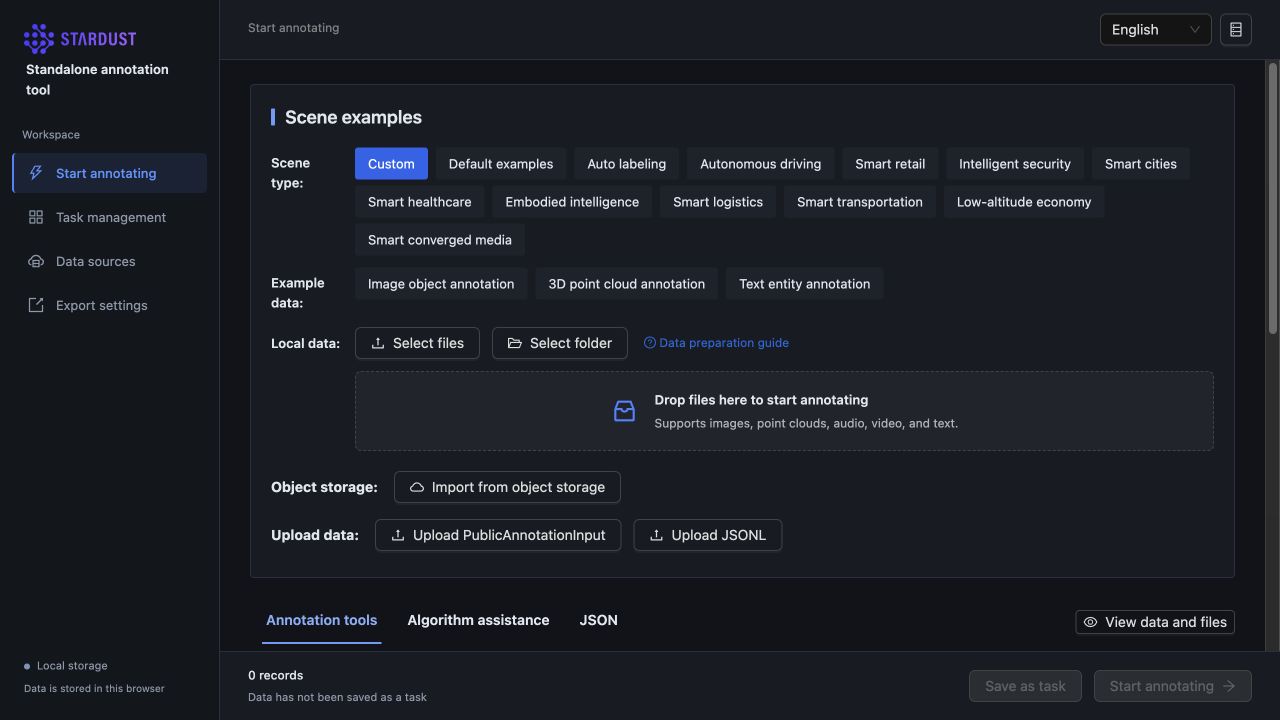 STARDUST
Standalone annotation
tool
Workspace
Start annotating
Task management
Data sources
Export settings
Local storage
Data is stored in this browser
Start annotating
English
Scene examples
Scene
type:
Custom
Default examples
Auto labeling
Autonomous driving
Smart retail
Intelligent security
Smart cities
Smart healthcare
Embodied intelligence
Smart logistics
Smart transportation
Low-altitude economy
Smart converged media
Example
data:
Image object annotation
3D point cloud annotation
Text entity annotation
Local data:
Select files
Select folder
Data preparation guide
Drop files here to start annotating
Supports images, point clouds, audio, video, and text.
Object storage:
Import from object storage
Upload data:
Upload PublicAnnotationInput
Upload JSONL
Annotation tools
Algorithm assistance
JSON
View data and files
0 records
Data has not been saved as a task
Save as task
Start annotating